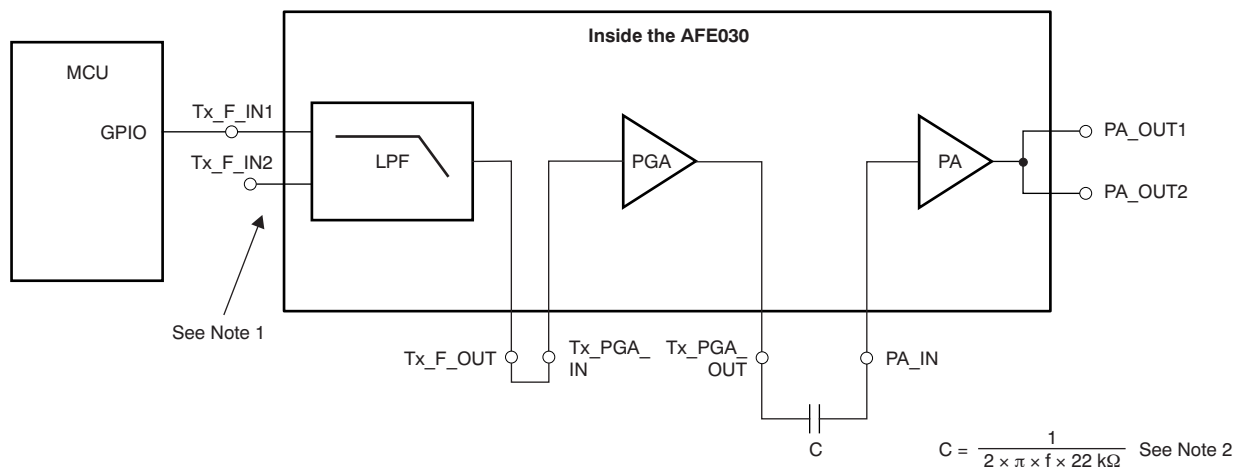 Inside the AFE030
MCU
GPIO
Tx_F_IN1
Tx_F_IN2
LPF
PGA
PA
PA_OUT1
PA_OUT2
See Note 1
Tx_F_OUT
Tx_PGA_
IN
Tx_PGA_
OUT
PA_IN
C
C = 1 / (2 × π × f × 22 kΩ) See Note 2